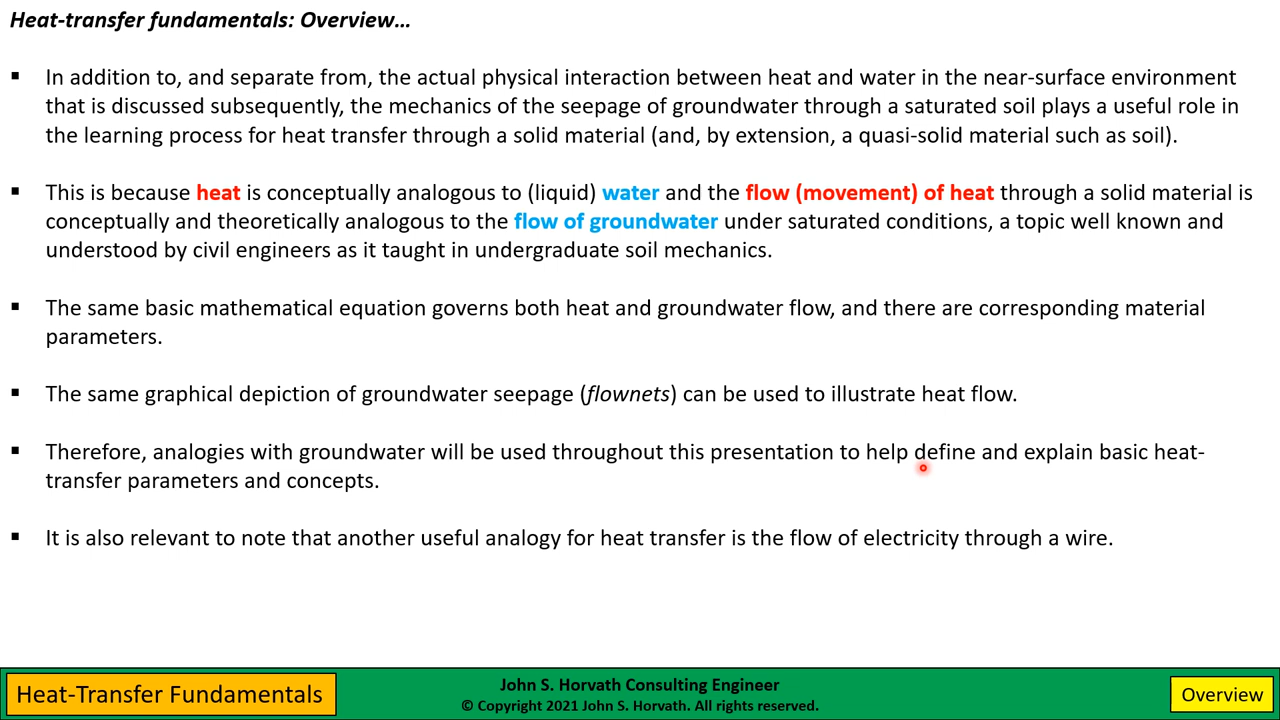 Heat-transfer fundamentals: Overview…
▪ In addition to, and separate from, the actual physical interaction between heat and water in the near-surface environment
that is discussed subsequently, the mechanics of the seepage of groundwater through a saturated soil plays a useful role in
the learning process for heat transfer through a solid material (and, by extension, a quasi-solid material such as soil).
▪ This is because heat is conceptually analogous to (liquid) water and the flow (movement) of heat through a solid material is
conceptually and theoretically analogous to the flow of groundwater under saturated conditions, a topic well known and
understood by civil engineers as it taught in undergraduate soil mechanics.
▪ The same basic mathematical equation governs both heat and groundwater flow, and there are corresponding material
parameters.
▪ The same graphical depiction of groundwater seepage (flownets) can be used to illustrate heat flow.
▪ Therefore, analogies with groundwater will be used throughout this presentation to help define and explain basic heat-
transfer parameters and concepts.
▪ It is also relevant to note that another useful analogy for heat transfer is the flow of electricity through a wire.
Heat-Transfer Fundamentals
John S. Horvath Consulting Engineer
© Copyright 2021 John S. Horvath. All rights reserved.
Overview